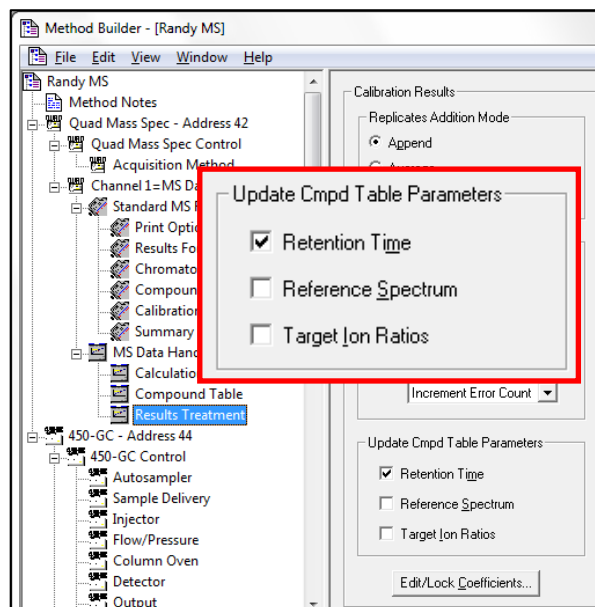 Method Builder - [Randy MS]
File Edit View Window Help
Randy MS
Method Notes
Quad Mass Spec - Address 42
Quad Mass Spec Control
Acquisition Method
Channel 1=MS Da
Standard MS
Print Optio
Results Fo
Chromato
Compoun
Calibration
Summary
MS Data Hand
Calculation
Compound Table
Results Treatment
450-GC - Address 44
450-GC Control
Autosampler
Sample Delivery
Injector
Flow/Pressure
Column Oven
Detector
Output
Calibration Results
Replicates Addition Mode
Append
Update Cmpd Table Parameters
Retention Time
Reference Spectrum
Target Ion Ratios
Increment Error Count
Update Cmpd Table Parameters
Retention Time
Reference Spectrum
Target Ion Ratios
Edit/Lock Coefficients...